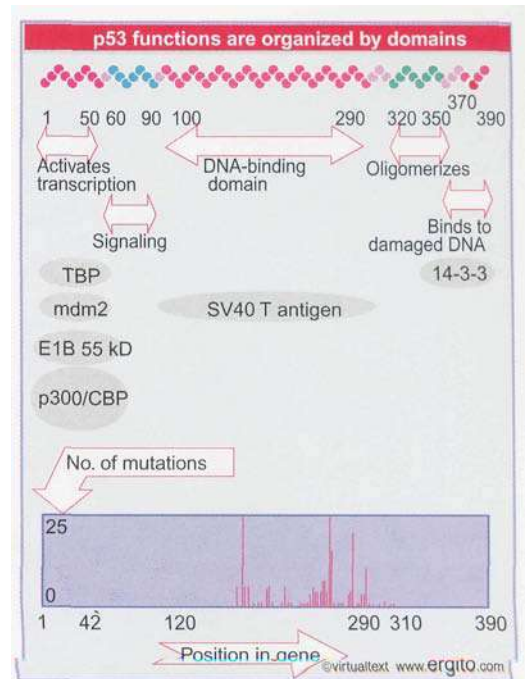 p53 functions are organized by domains
370
1 50 60 90 100 290 320 350 390
Activates
transcription
DNA-binding
domain
Oligomerizes
Signaling
Binds to
damaged DNA
TBP
14-3-3
mdm2
SV40 T antigen
E1B 55 kD
p300/CBP
No. of mutations
25
0
1 42 120 290 310 390
Position in gene
©virtualtext www.ergito.com